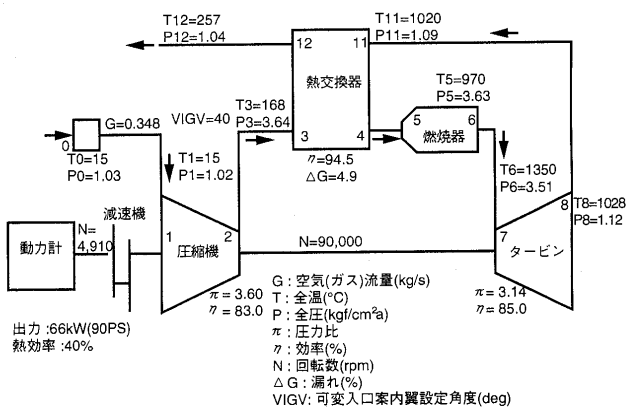 T12=257
P12=1.04
T11=1020
P11=1.09
12
11
熱交換器
3
4
η=94.5
ΔG=4.9
T5=970
P5=3.63
5
6
燃焼器
G=0.348
VIGV=40
T3=168
P3=3.64
0
T0=15
P0=1.03
T1=15
P1=1.02
T6=1350
P6=3.51
8
T8=1028
P8=1.12
減速機
動力計
N=
4,910
1
圧縮機
2
N=90,000
7
タービン
π=3.60
η=83.0
π=3.14
η=85.0
出力:66kW(90PS)
熱効率:40%
G:空気(ガス)流量(kg/s)
T:全温(°C)
P:全圧(kgf/cm²a)
π:圧力比
η:効率(%)
N:回転数(rpm)
ΔG:漏れ(%)
VIGV:可変入口案内翼設定角度(deg)